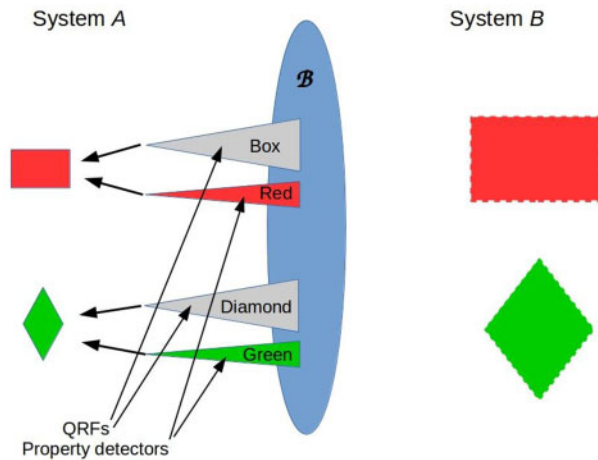 System A
System B
ℬ
Box
Red
Diamond
Green
QRFs
Property detectors